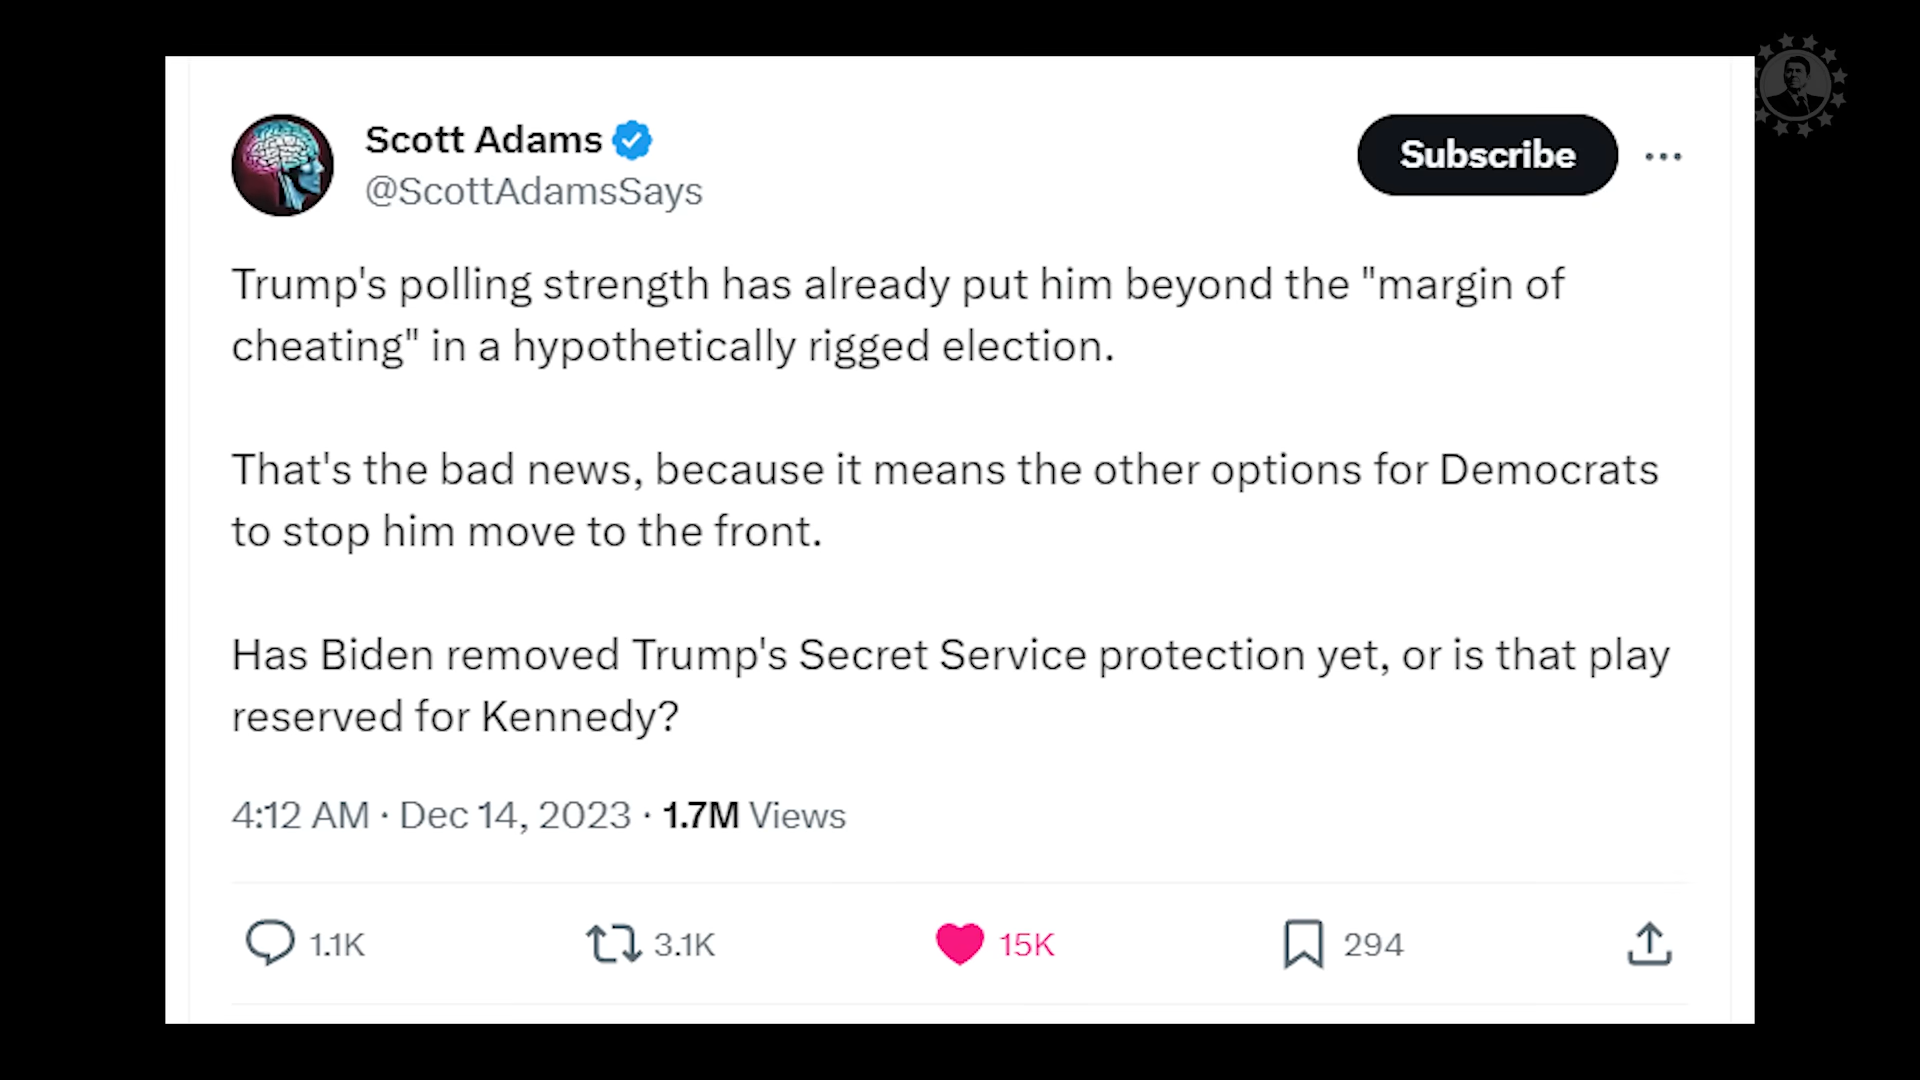 Scott Adams
@ScottAdamsSays
Subscribe
Trump's polling strength has already put him beyond the "margin of
cheating" in a hypothetically rigged election.
That's the bad news, because it means the other options for Democrats
to stop him move to the front.
Has Biden removed Trump's Secret Service protection yet, or is that play
reserved for Kennedy?
4:12 AM · Dec 14, 2023 · 1.7M Views
1.1K 3.1K 15K 294